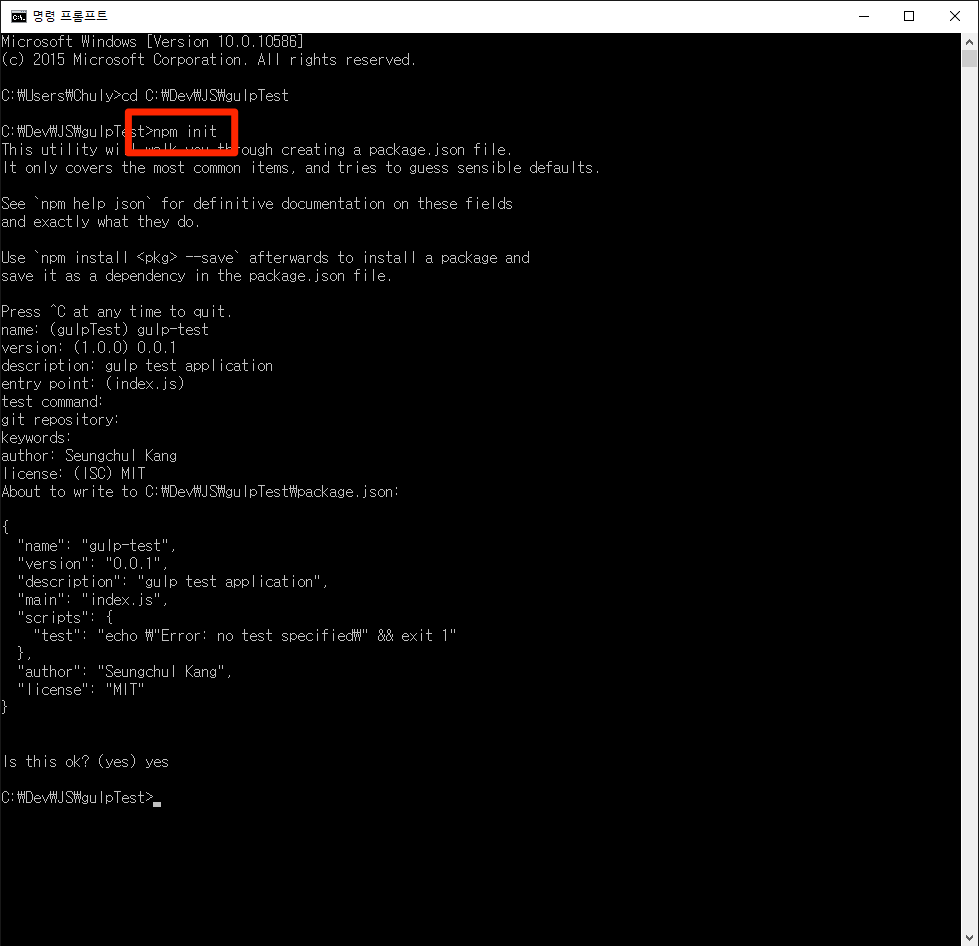 명령 프롬프트
Microsoft Windows [Version 10.0.10586]
(c) 2015 Microsoft Corporation. All rights reserved.
C:₩Users₩Chuly>cd C:₩Dev₩JS₩gulpTest
C:₩Dev₩JS₩gulpTest>npm init
This utility will walk you through creating a package.json file.
It only covers the most common items, and tries to guess sensible defaults.
See `npm help json` for definitive documentation on these fields
and exactly what they do.
Use `npm install <pkg> --save` afterwards to install a package and
save it as a dependency in the package.json file.
Press ^C at any time to quit.
name: (gulpTest) gulp-test
version: (1.0.0) 0.0.1
description: gulp test application
entry point: (index.js)
test command:
git repository:
keywords:
author: Seungchul Kang
license: (ISC) MIT
About to write to C:₩Dev₩JS₩gulpTest₩package.json:
{
  "name": "gulp-test",
  "version": "0.0.1",
  "description": "gulp test application",
  "main": "index.js",
  "scripts": {
    "test": "echo ₩"Error: no test specified₩" && exit 1"
  },
  "author": "Seungchul Kang",
  "license": "MIT"
}
Is this ok? (yes) yes
C:₩Dev₩JS₩gulpTest>